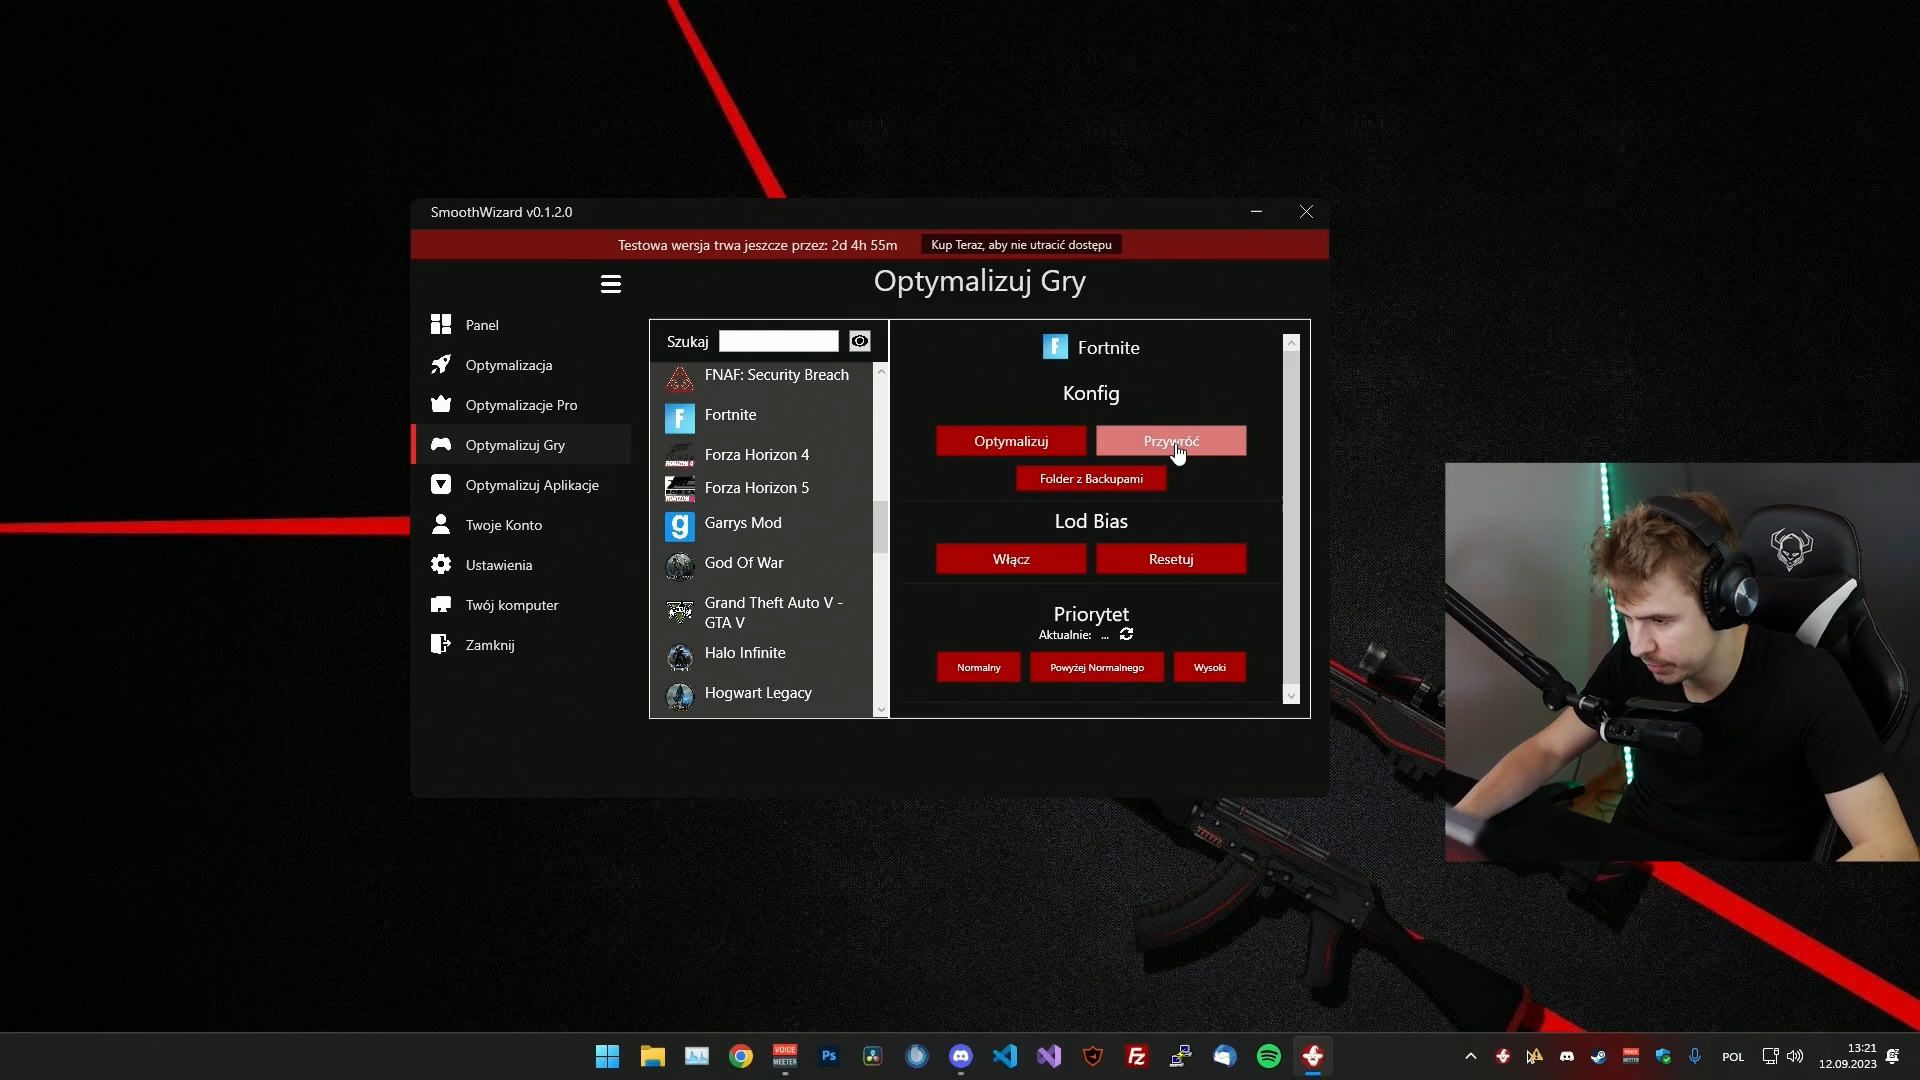 SmoothWizard v0.1.2.0
Testowa wersja trwa jeszcze przez: 2d 4h 55m
Kup Teraz, aby nie utracić dostępu
Optymalizuj Gry
Panel
Optymalizacja
Optymalizacje Pro
Optymalizuj Gry
Optymalizuj Aplikacje
Twoje Konto
Ustawienia
Twój komputer
Zamknij
Szukaj
FNAF: Security Breach
Fortnite
Forza Horizon 4
Forza Horizon 5
Garrys Mod
God Of War
Grand Theft Auto V -
GTA V
Halo Infinite
Hogwart Legacy
Fortnite
Konfig
Optymalizuj
Przywróć
Folder z Backupami
Lod Bias
Włącz
Resetuj
Priorytet
Aktualnie: ...
Normalny
Powyżej Normalnego
Wysoki
VOICE
MEETER
Ps
FZ
POL
13:21
12.09.2023